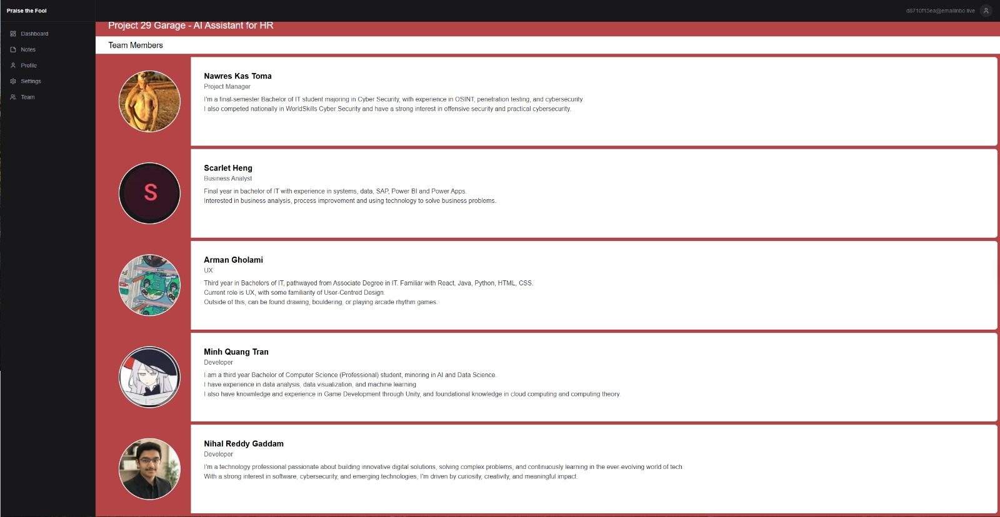 Praise the Fool
d8710f13ea@emailinbo.live
Dashboard
Notes
Profile
Settings
Team
Project 29 Garage - AI Assistant for HR
Team Members
Nawres Kas Toma
Project Manager
I'm a final-semester Bachelor of IT student majoring in Cyber Security, with experience in OSINT, penetration testing, and cybersecurity.
I also competed nationally in WorldSkills Cyber Security and have a strong interest in offensive security and practical cybersecurity.
S
Scarlet Heng
Business Analyst
Final year in bachelor of IT with experience in systems, data, SAP, Power BI and Power Apps.
Interested in business analysis, process improvement and using technology to solve business problems.
Arman Gholami
UX
Third year in Bachelors of IT, pathwayed from Associate Degree in IT. Familiar with React, Java, Python, HTML, CSS.
Current role is UX, with some familiarity of User-Centred Design.
Outside of this, can be found drawing, bouldering, or playing arcade rhythm games.
Minh Quang Tran
Developer
I am a third year Bachelor of Computer Science (Professional) student, minoring in AI and Data Science.
I have experience in data analysis, data visualization, and machine learning.
I also have knownledge and experience in Game Development through Unity, and foundational knowledge in cloud computing and computing theory.
Nihal Reddy Gaddam
Developer
I'm a technology professional passionate about building innovative digital solutions, solving complex problems, and continuously learning in the ever-evolving world of tech.
With a strong interest in software, cybersecurity, and emerging technologies, I'm driven by curiosity, creativity, and meaningful impact.